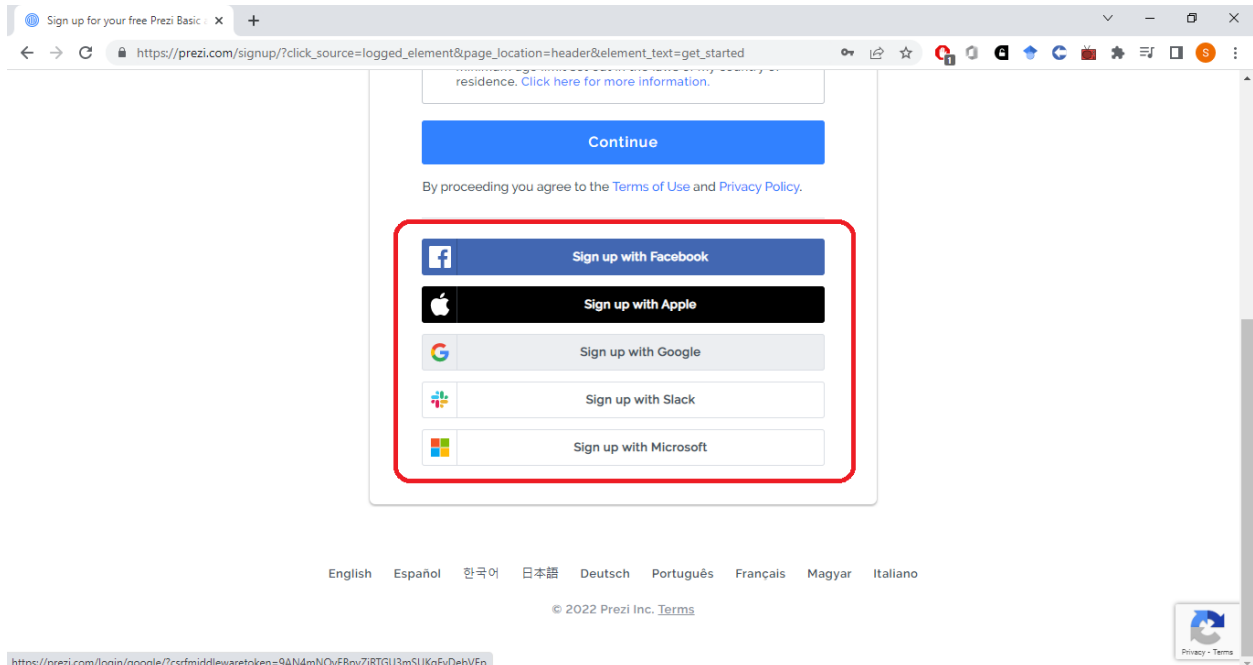 Sign up for your free Prezi Basic
https://prezi.com/signup/?click_source=logged_element&page_location=header&element_text=get_started
1
S
residence. Click here for more information.
Continue
By proceeding you agree to the Terms of Use and Privacy Policy.
Sign up with Facebook
Sign up with Apple
Sign up with Google
Sign up with Slack
Sign up with Microsoft
English Español 한국어 日本語 Deutsch Português Français Magyar Italiano
© 2022 Prezi Inc. Terms
Privacy - Terms